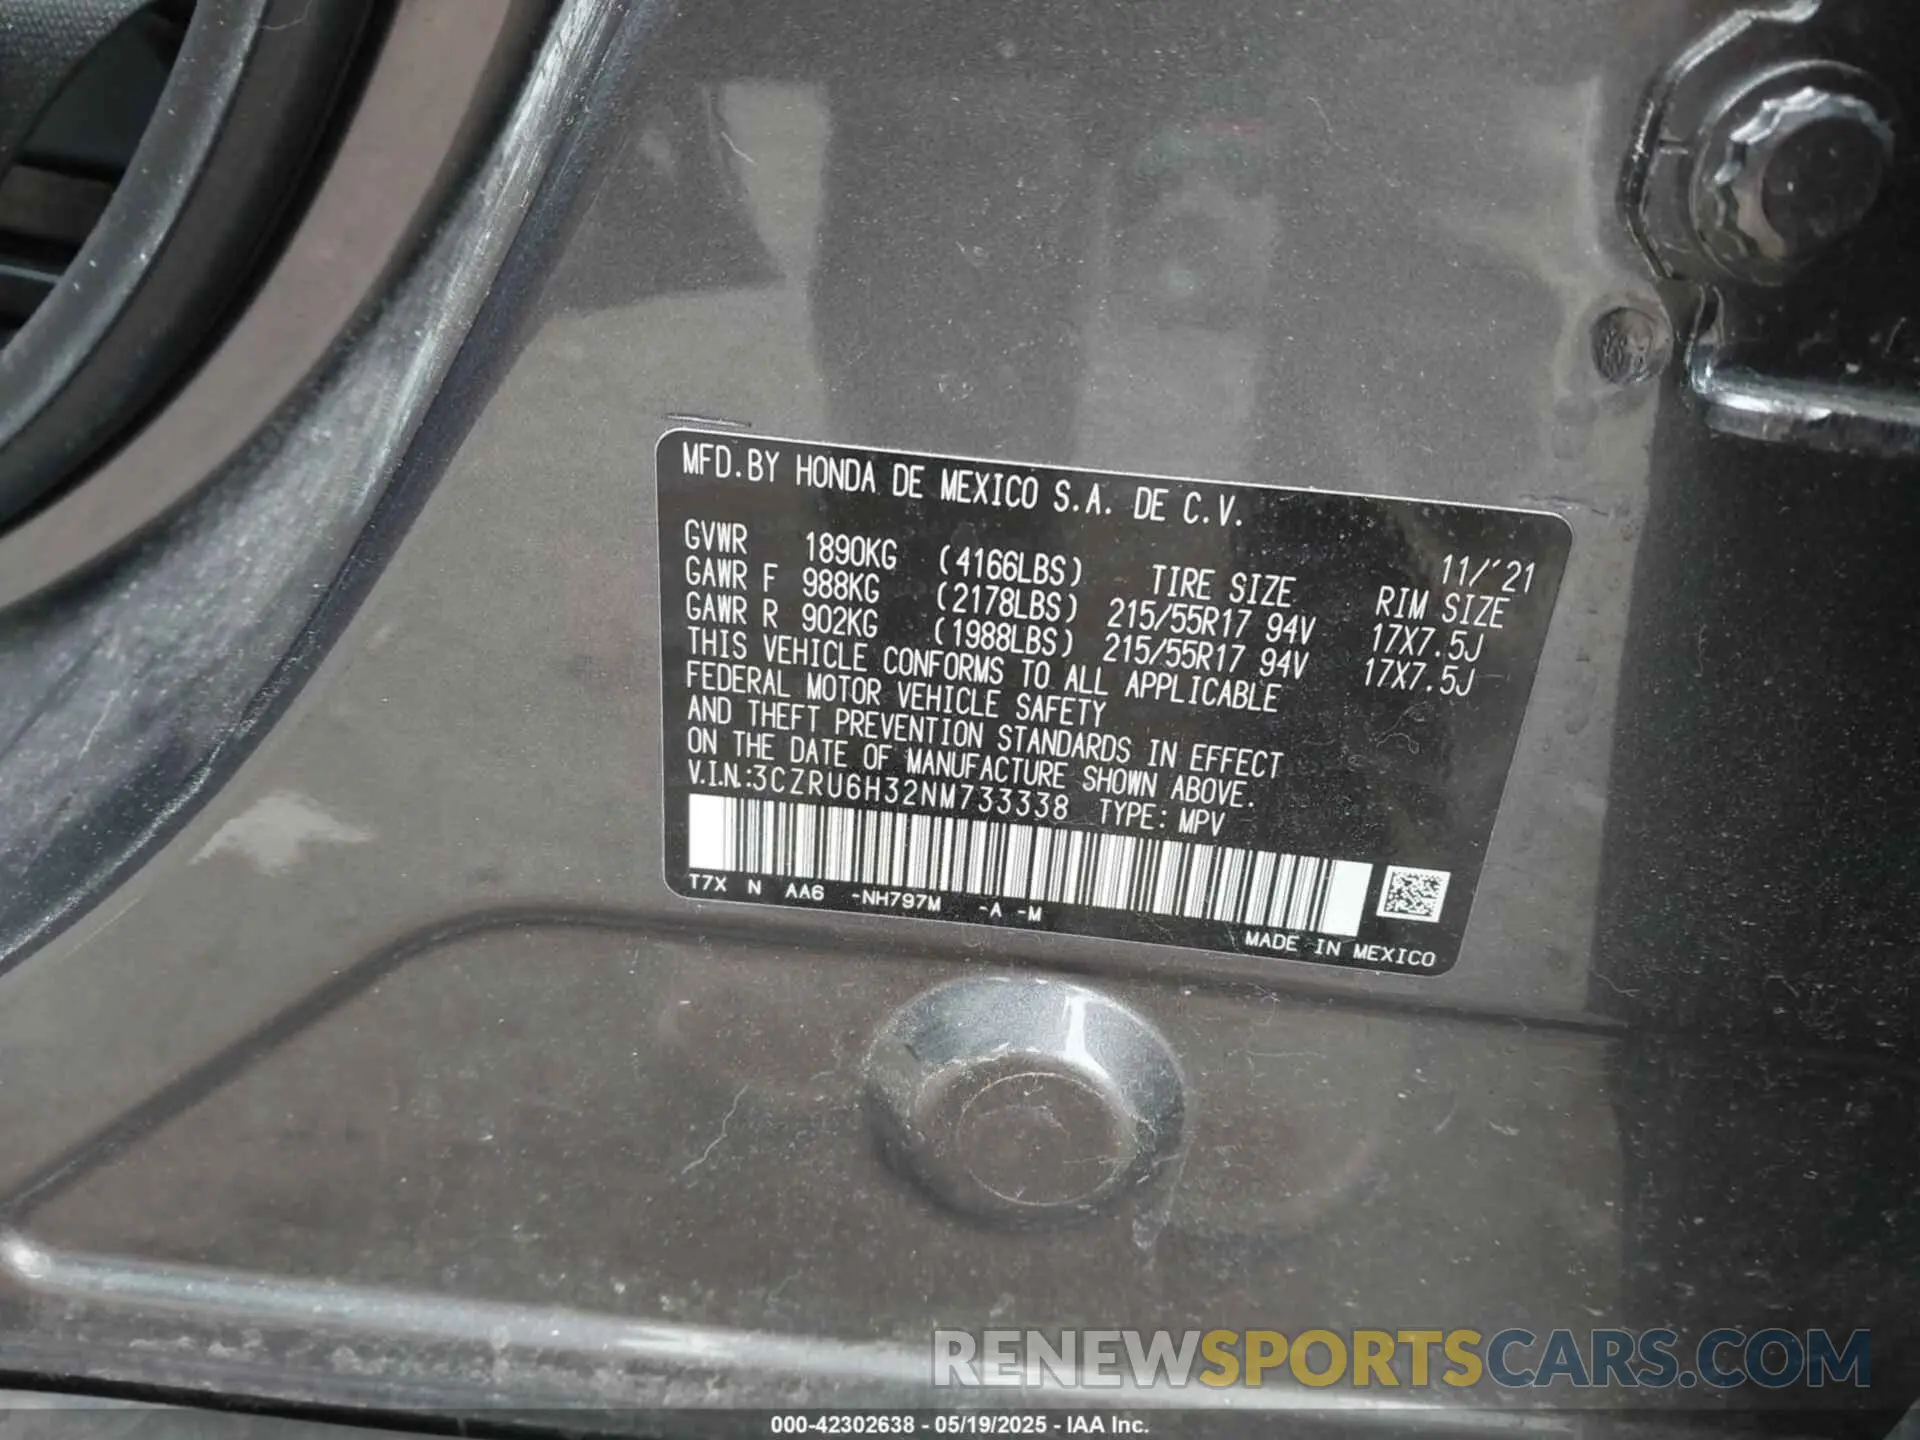 MFD.BY HONDA DE MEXICO S.A. DE C.V.
11/'21
GVWR 1890KG (4166LBS) TIRE SIZE RIM SIZE
GAWR F 988KG (2178LBS) 215/55R17 94V 17X7.5J
GAWR R 902KG (1988LBS) 215/55R17 94V 17X7.5J
THIS VEHICLE CONFORMS TO ALL APPLICABLE
FEDERAL MOTOR VEHICLE SAFETY
AND THEFT PREVENTION STANDARDS IN EFFECT
ON THE DATE OF MANUFACTURE SHOWN ABOVE.
V.I.N.:3CZRU6H32NM733338 TYPE: MPV
T7X N AA6 -NH797M -A -M
MADE IN MEXICO
RENEWSPORTSCARS.COM
000-42302638 - 05/19/2025 - IAA Inc.